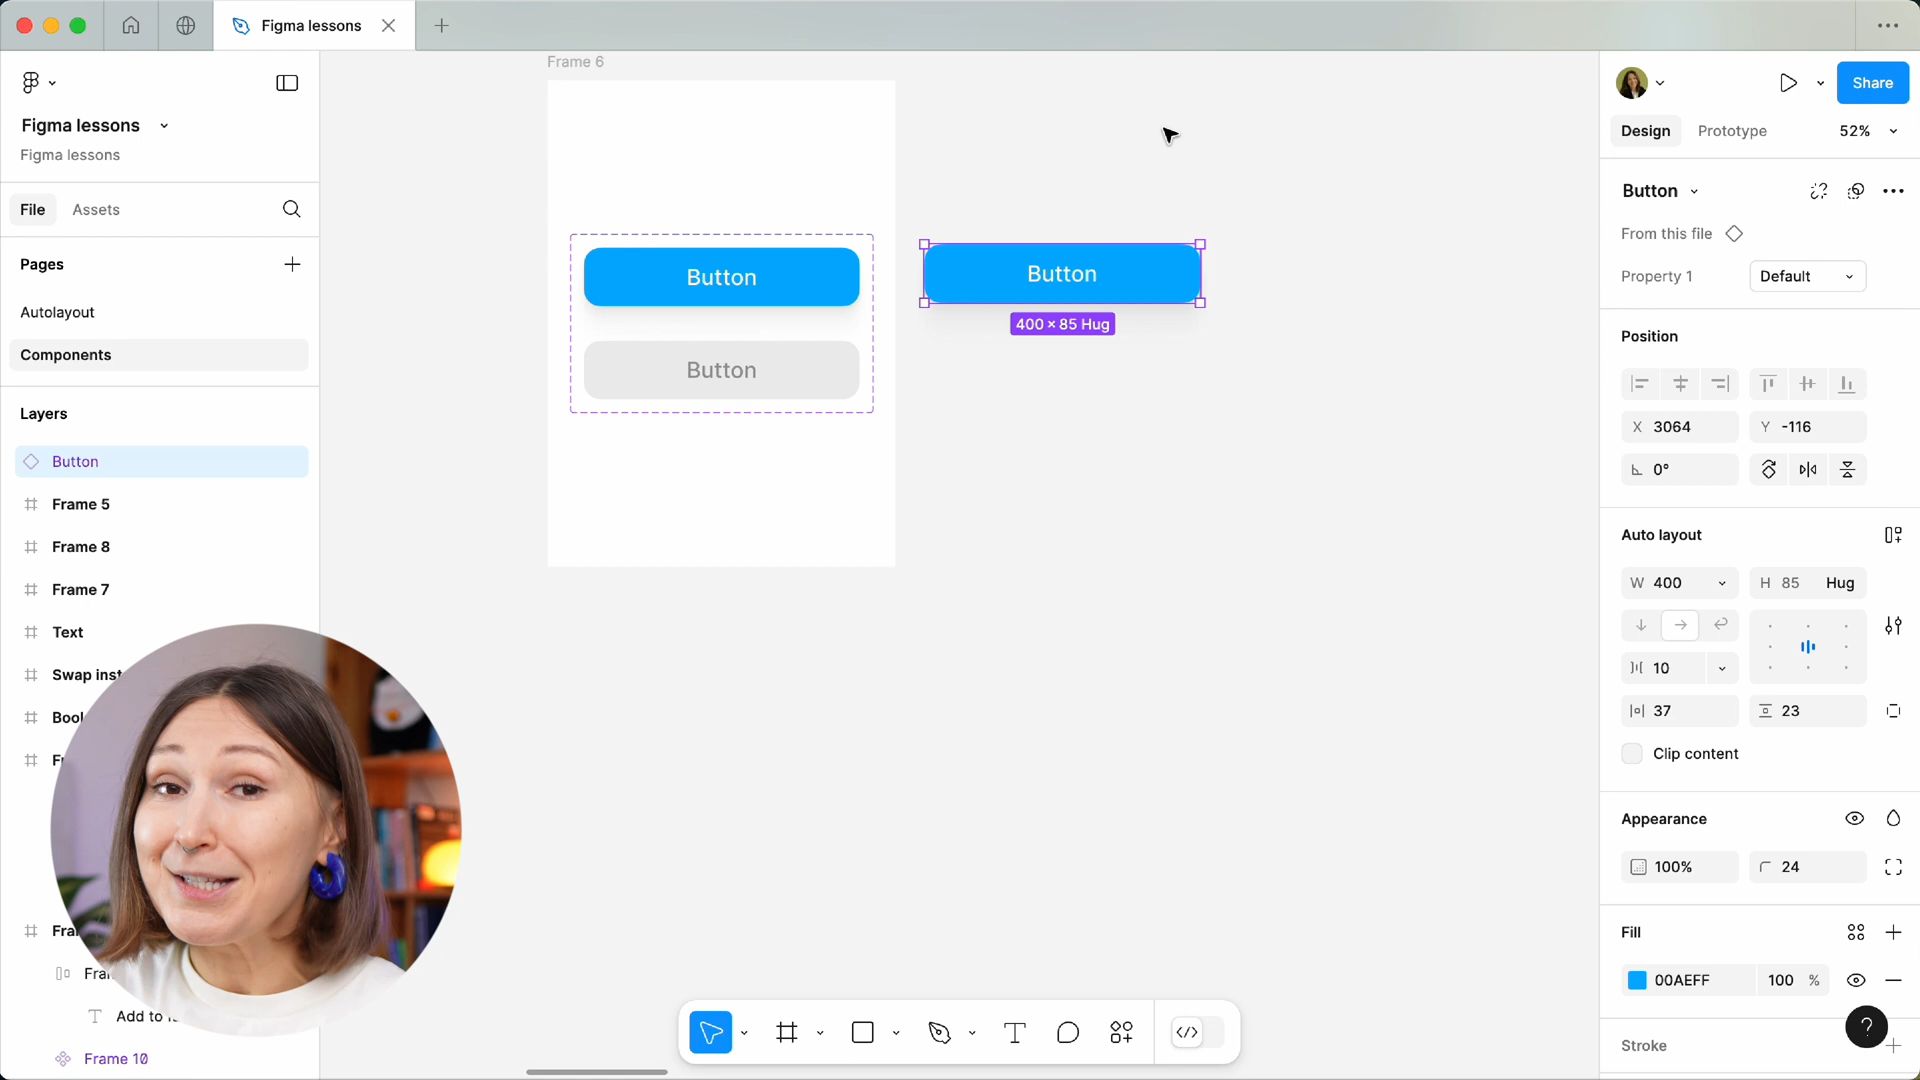 Figma lessons
Frame 6
Figma lessons
Figma lessons
File
Assets
Pages
Autolayout
Components
Layers
Button
Frame 5
Frame 8
Frame 7
Text
Swap inst
Frame 10
Button
Button
Button
400 × 85 Hug
Share
Design
Prototype
52%
Button
From this file
Property 1
Default
Position
X 3064
Y -116
0°
Auto layout
W 400
H 85 Hug
10
37
23
Clip content
Appearance
100%
24
Fill
00AEFF
100 %
Stroke
?